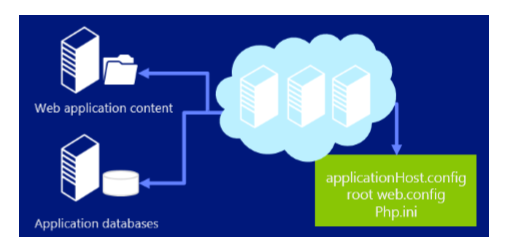 Web application content
Application databases
applicationHost.config
root web.config
Php.ini